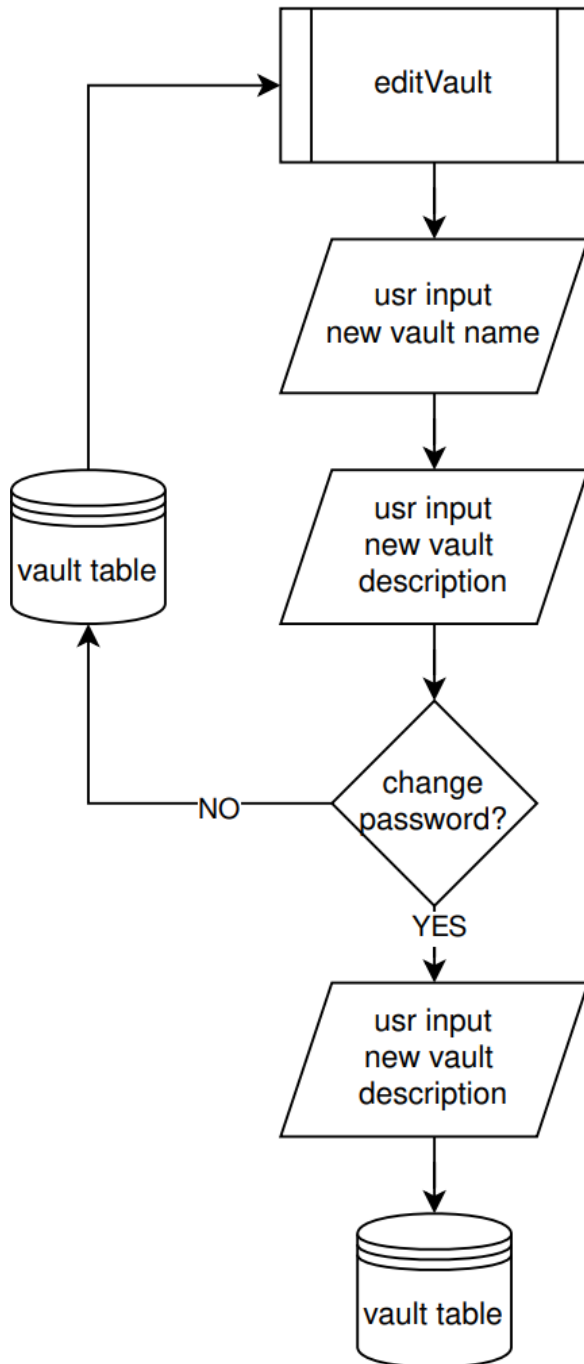 editVault
usr input
new vault name
usr input
new vault
description
vault table
change
password?
NO
YES
usr input
new vault
description
vault table